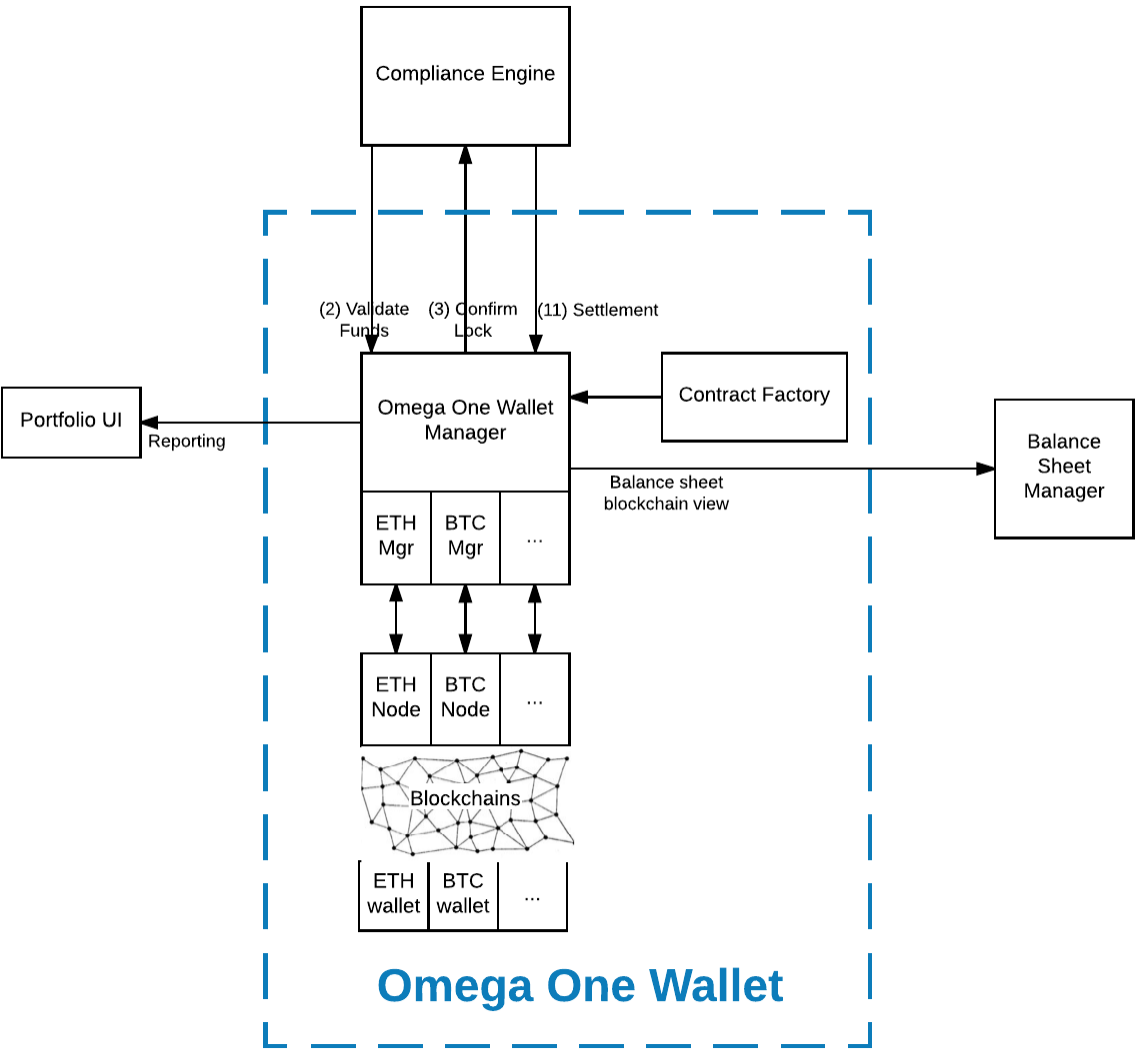 Compliance Engine
(2) Validate
Funds
(3) Confirm
Lock
(11) Settlement
Omega One Wallet
Manager
Contract Factory
Portfolio UI
Reporting
Balance
Sheet
Manager
Balance sheet
blockchain view
ETH
Mgr
BTC
Mgr
...
ETH
Node
BTC
Node
...
Blockchains
ETH
wallet
BTC
wallet
...
Omega One Wallet